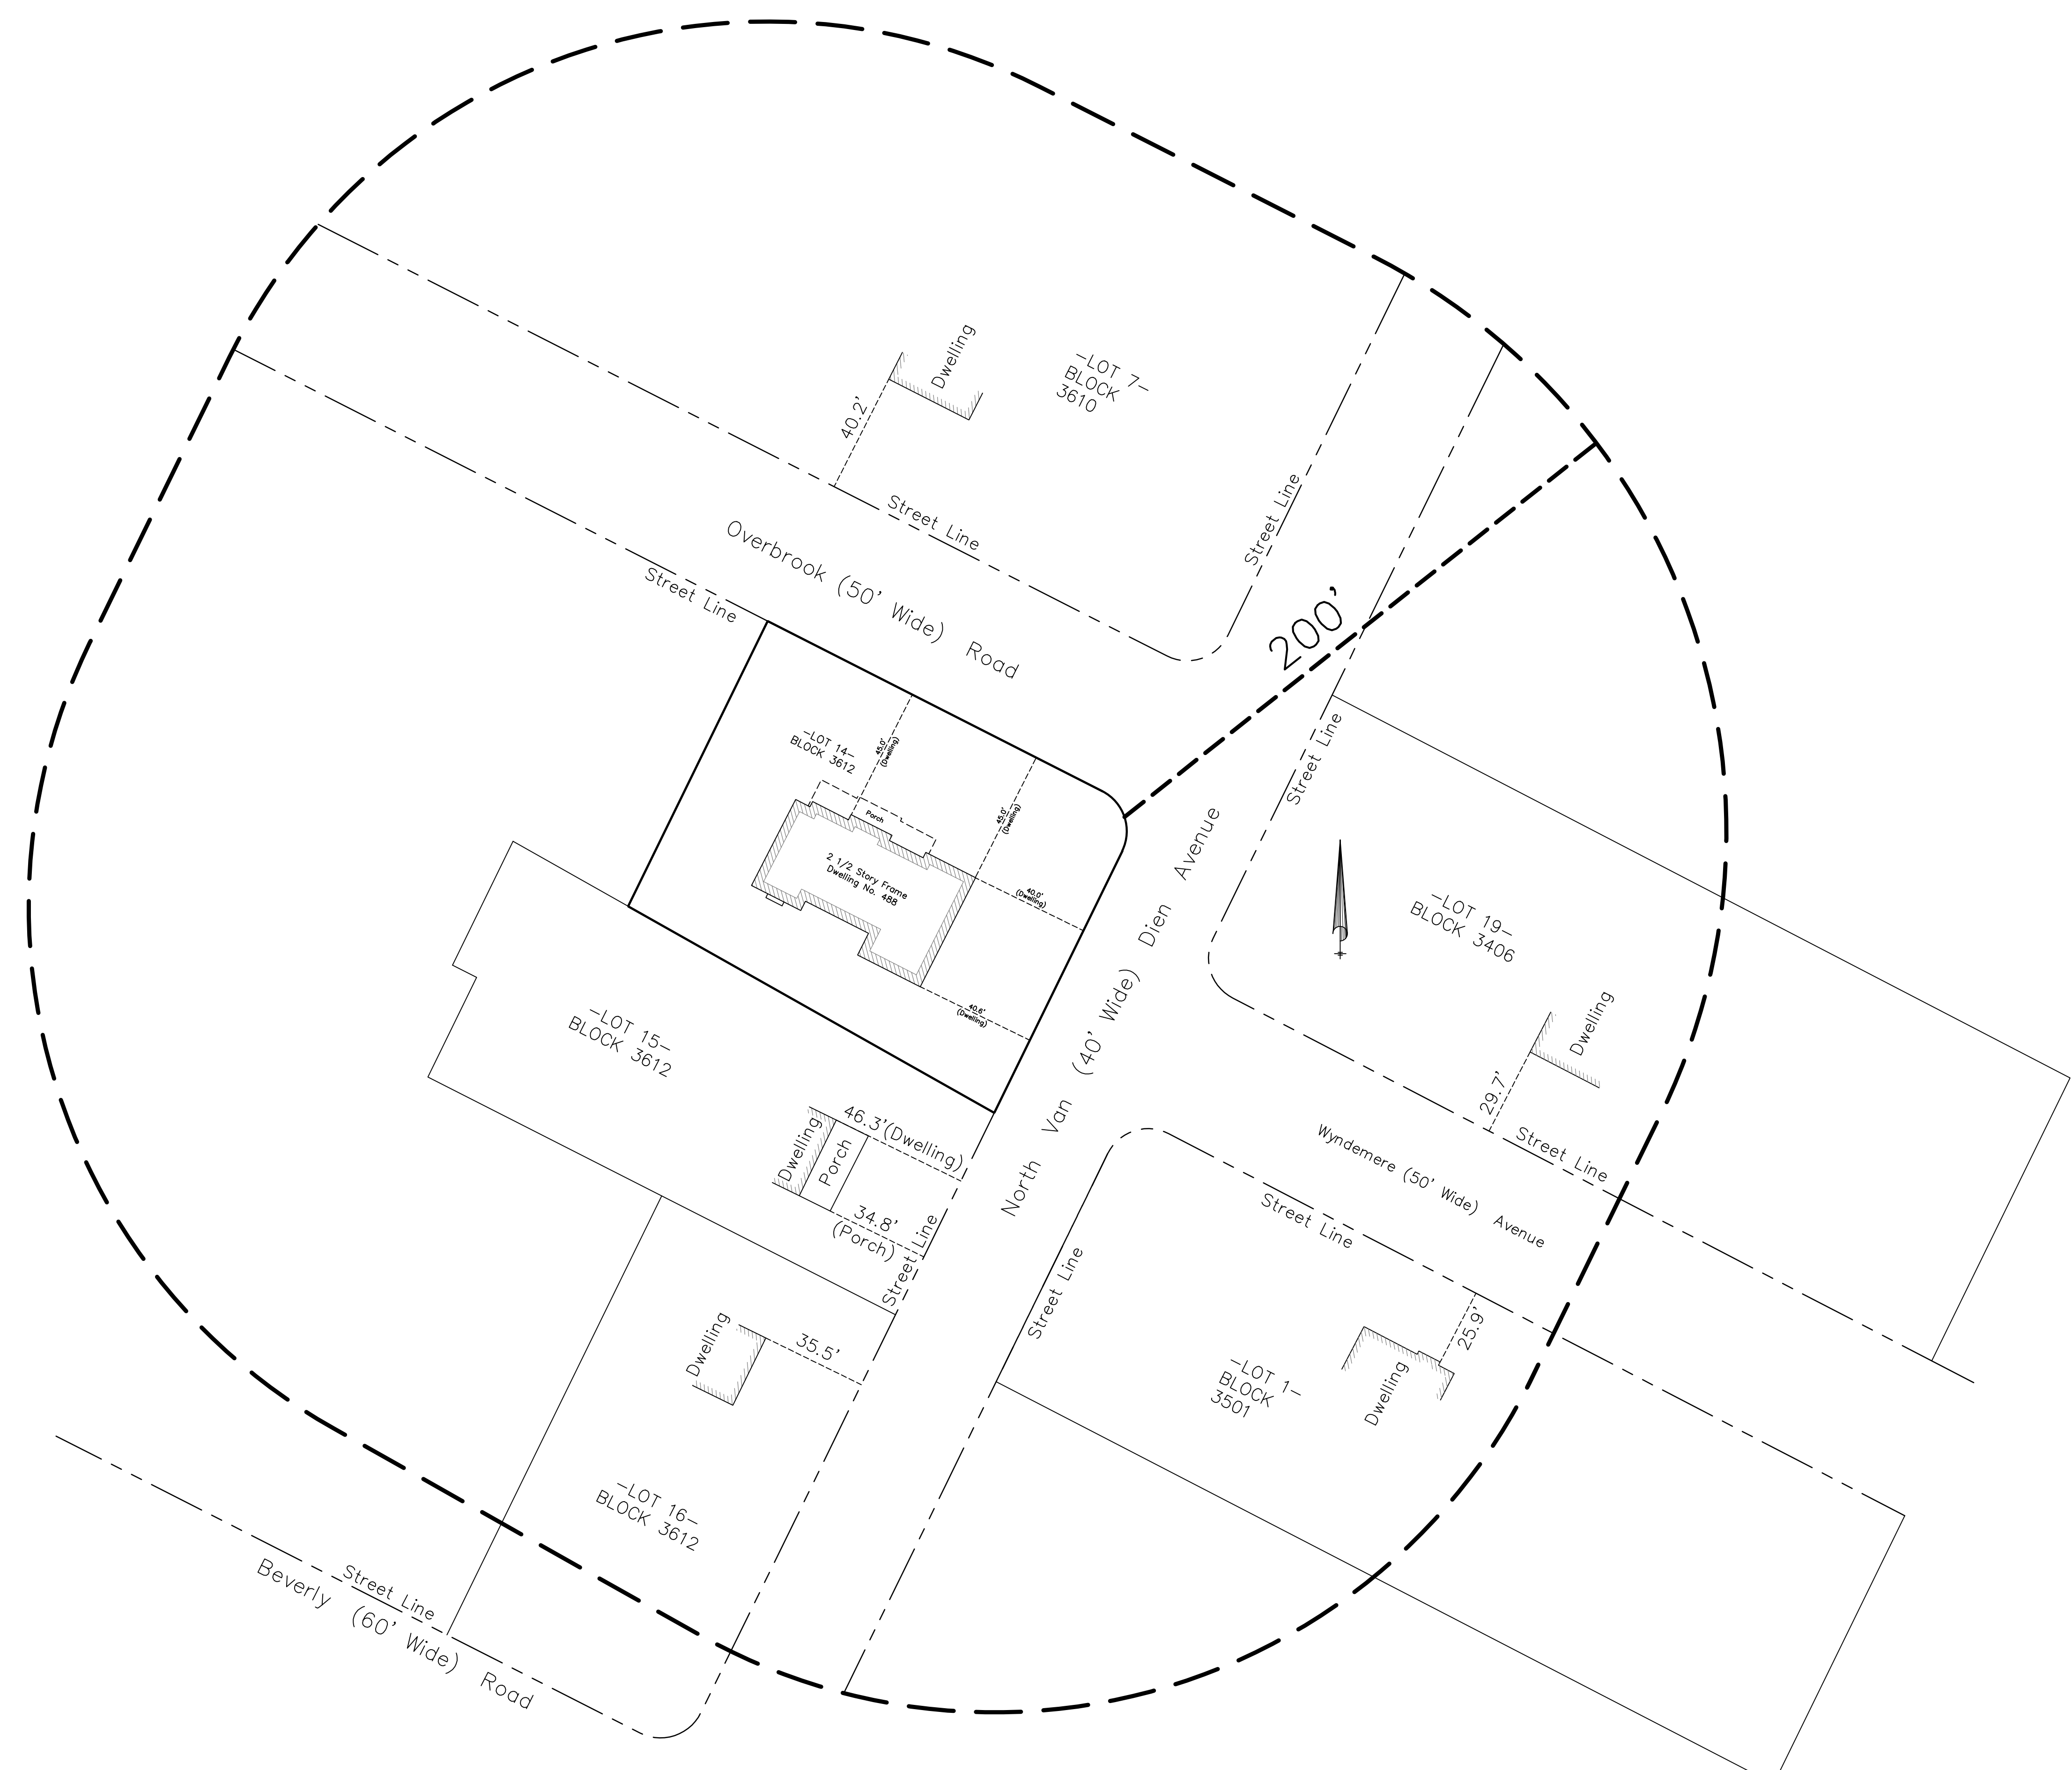 Dwelling
-LOT 7-
BLOCK
3610
40.2'
Street Line
Street Line
Overbrook (50' Wide) Road
Street Line
200'
-LOT 14-
BLOCK 3612
45.0'
(Dwelling)
Porch
45.0'
(Dwelling)
2 1/2 Story Frame
Dwelling No. 488
40.0'
(Dwelling)
40.6'
(Dwelling)
Street Line
North Van (40' Wide) Dien Avenue
-LOT 19-
BLOCK 3406
Dwelling
29.7'
Street Line
Wyndemere (50' Wide) Avenue
Street Line
-LOT 15-
BLOCK 3612
46.3'(Dwelling)
Dwelling
Porch
34.8'
(Porch)
Street Line
Street Line
Dwelling
35.5'
25.9'
-LOT 1-
BLOCK
3501
Dwelling
-LOT 16-
BLOCK 3612
Street Line
Beverly (60' Wide) Road